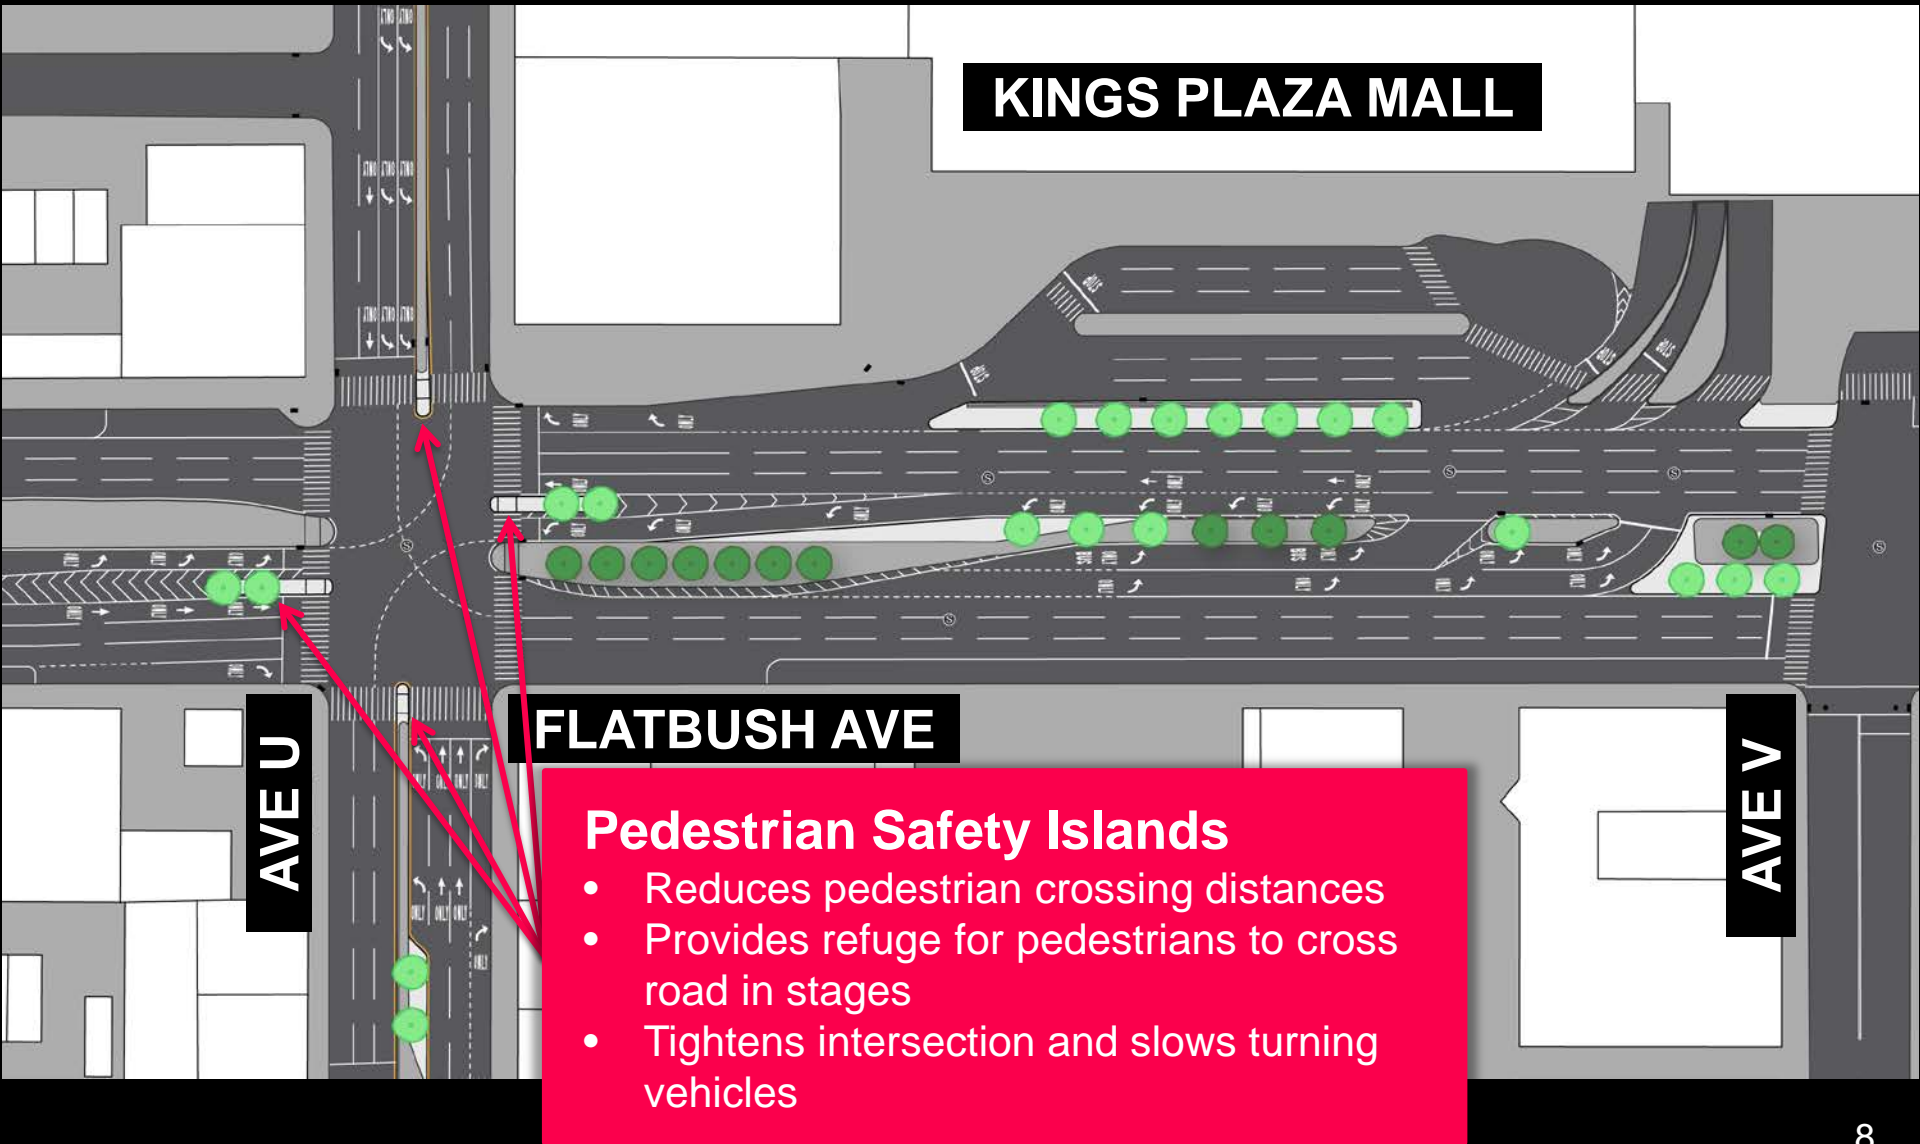 KINGS PLAZA MALL
FLATBUSH AVE
AVE U
AVE V
Pedestrian Safety Islands
• Reduces pedestrian crossing distances
• Provides refuge for pedestrians to cross
road in stages
• Tightens intersection and slows turning
vehicles
8